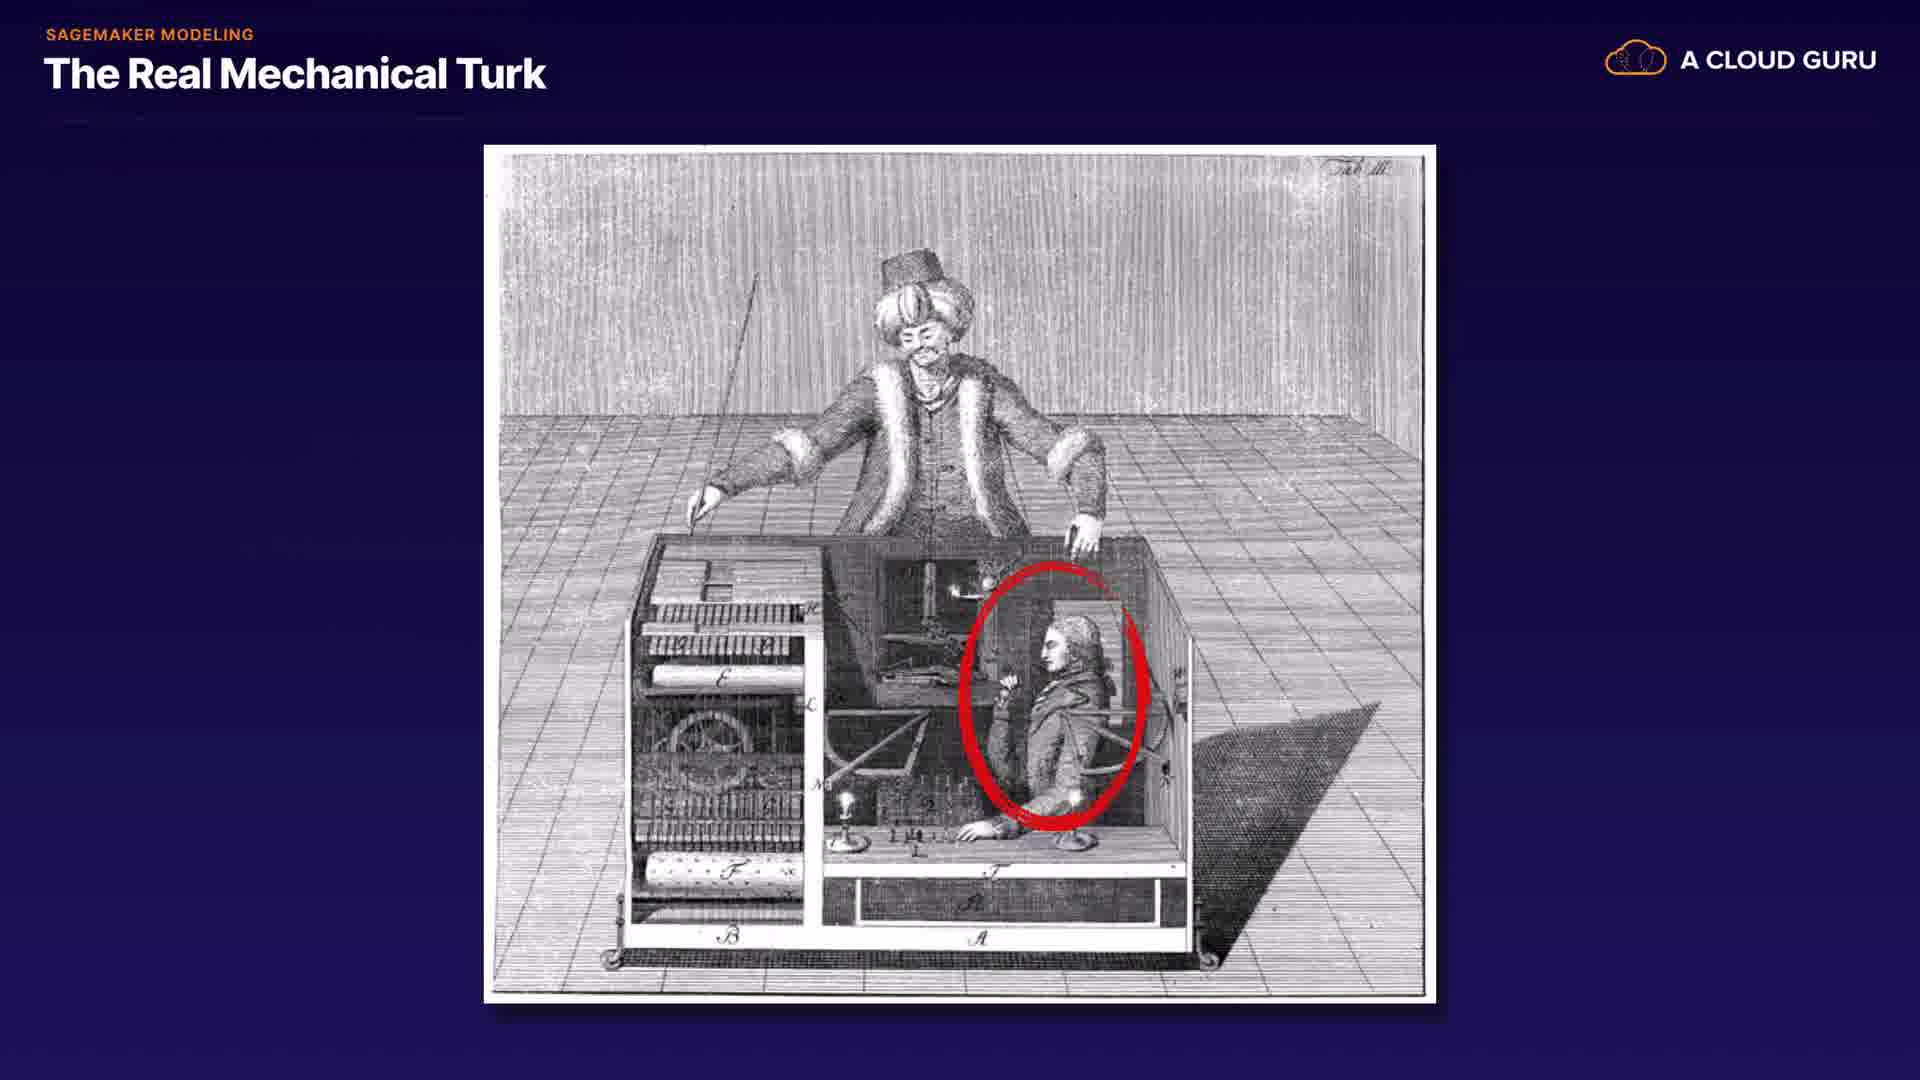 SAGEMAKER MODELING
The Real Mechanical Turk
A CLOUD GURU
Tab. III.
E
F
T
B
A